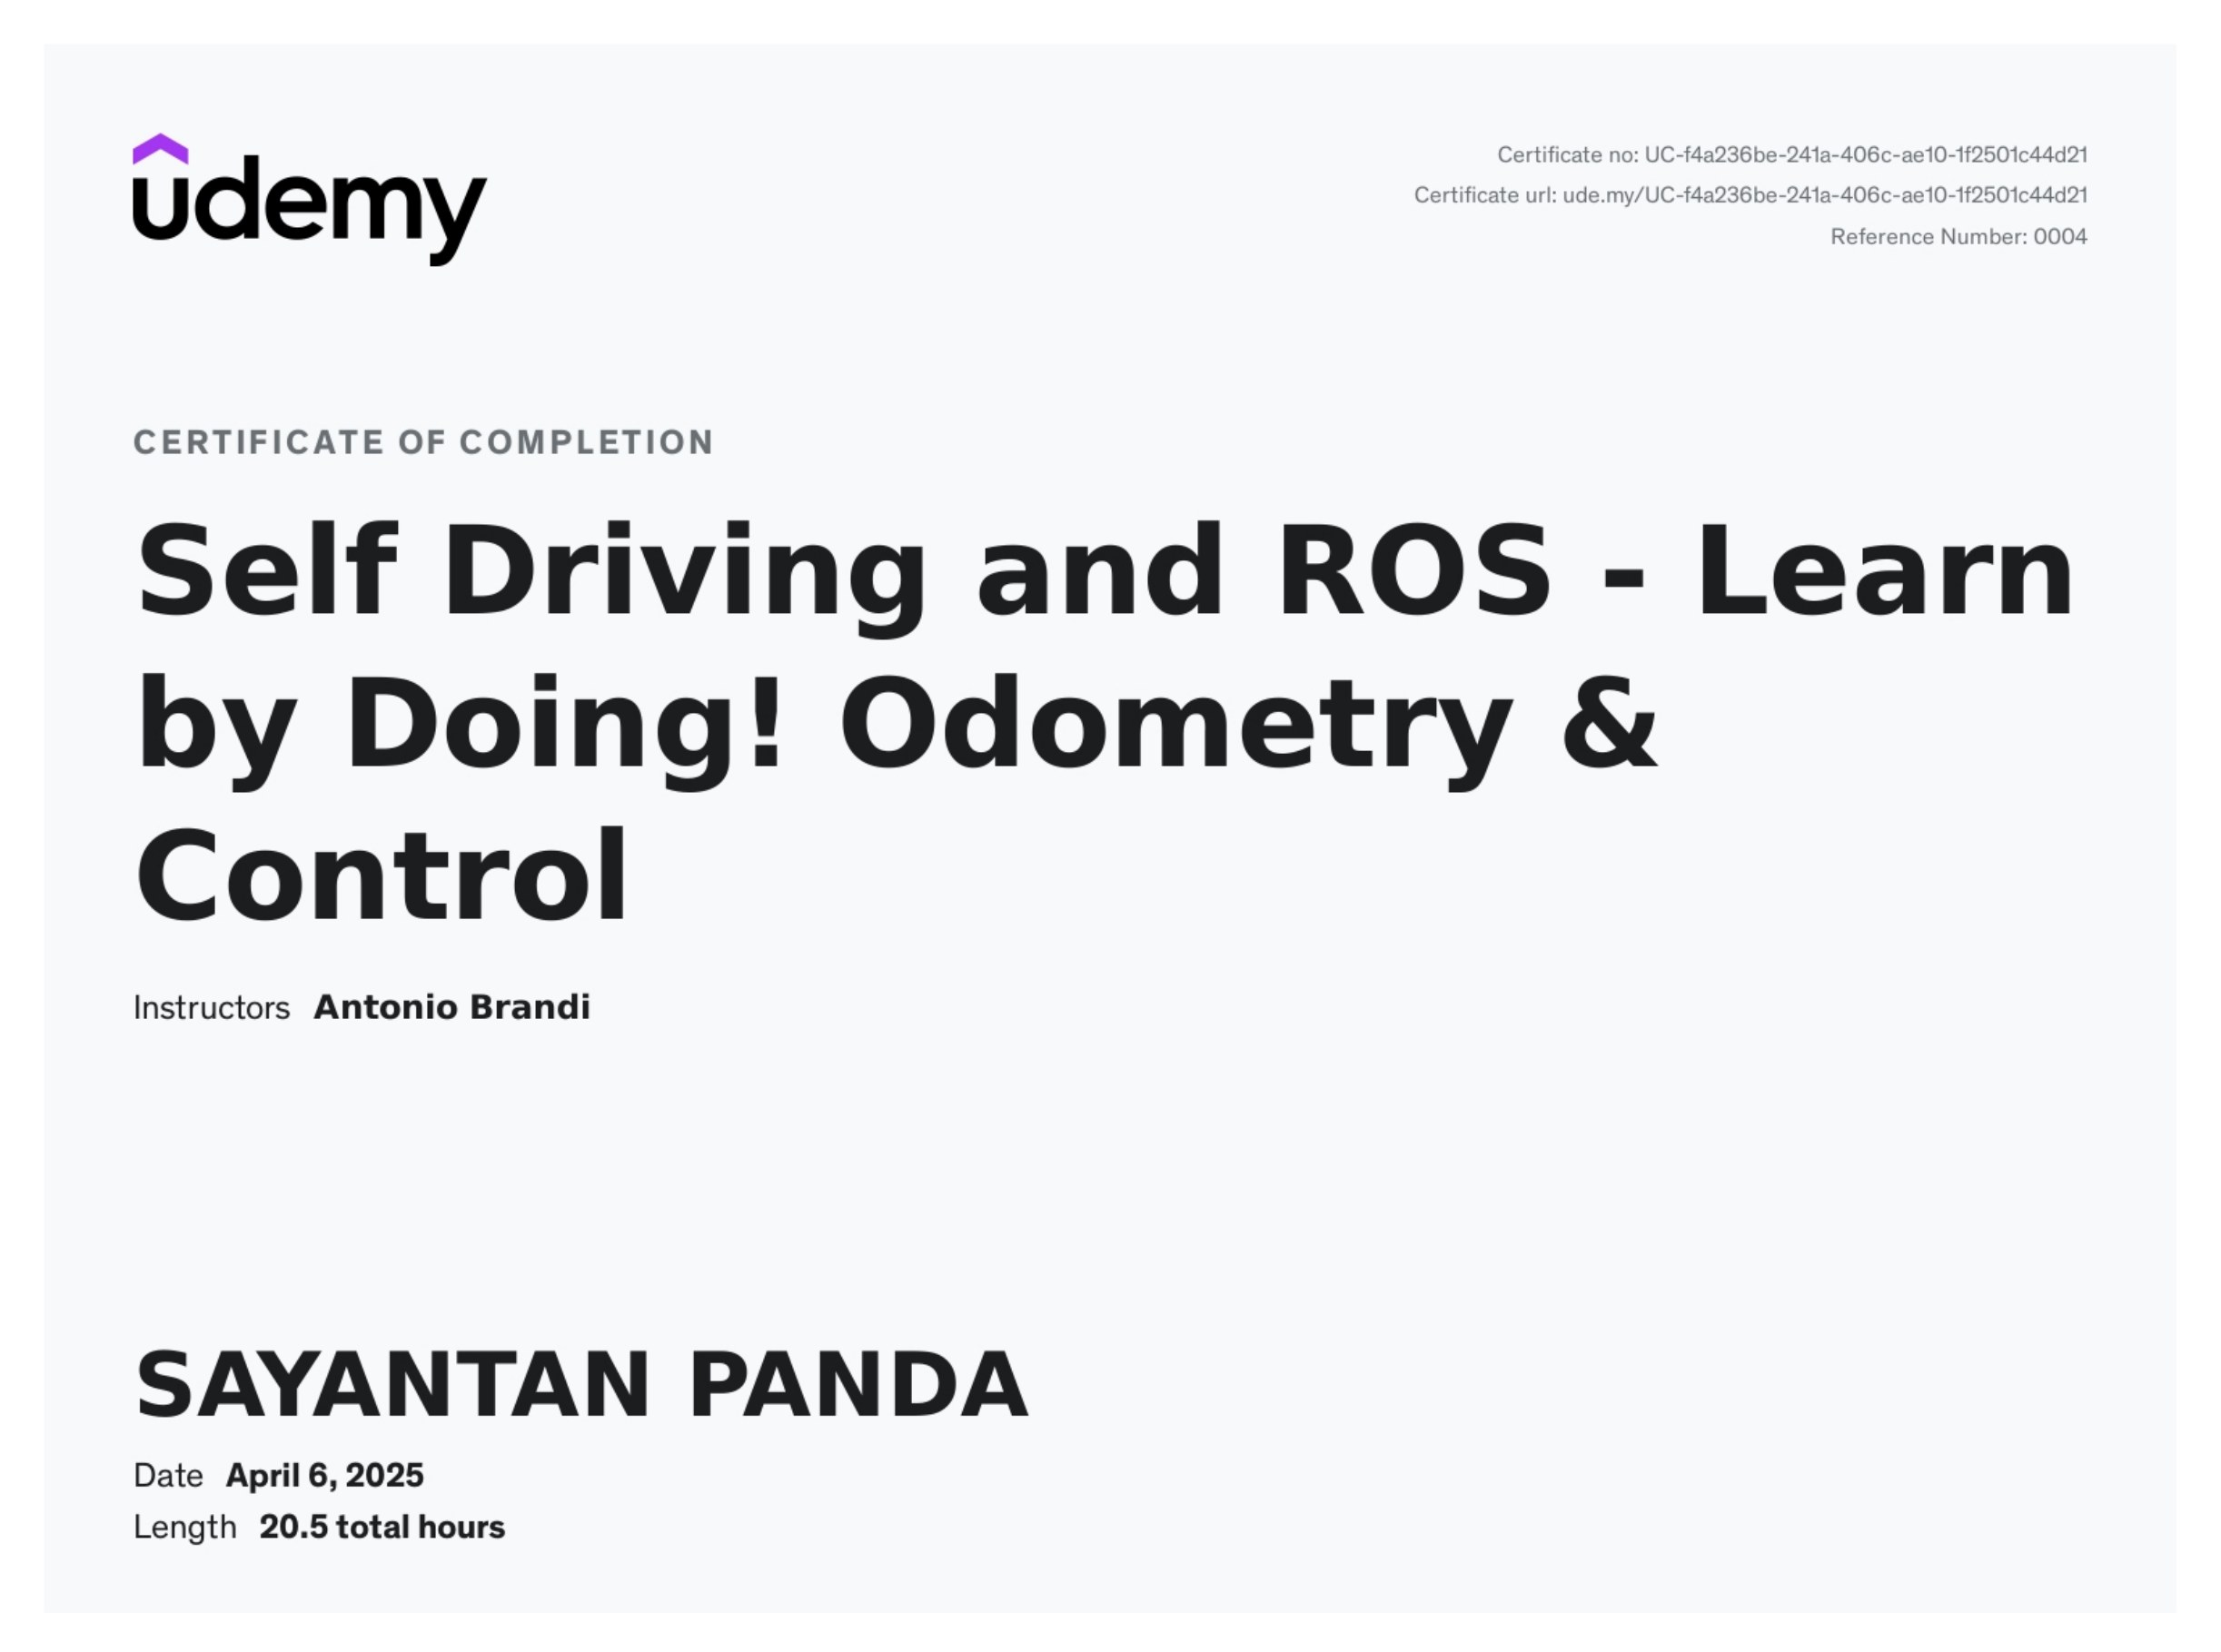 udemy
Certificate no: UC-f4a236be-241a-406c-ae10-1f2501c44d21
Certificate url: ude.my/UC-f4a236be-241a-406c-ae10-1f2501c44d21
Reference Number: 0004
CERTIFICATE OF COMPLETION
Self Driving and ROS - Learn
by Doing! Odometry &
Control
Instructors Antonio Brandi
SAYANTAN PANDA
Date April 6, 2025
Length 20.5 total hours